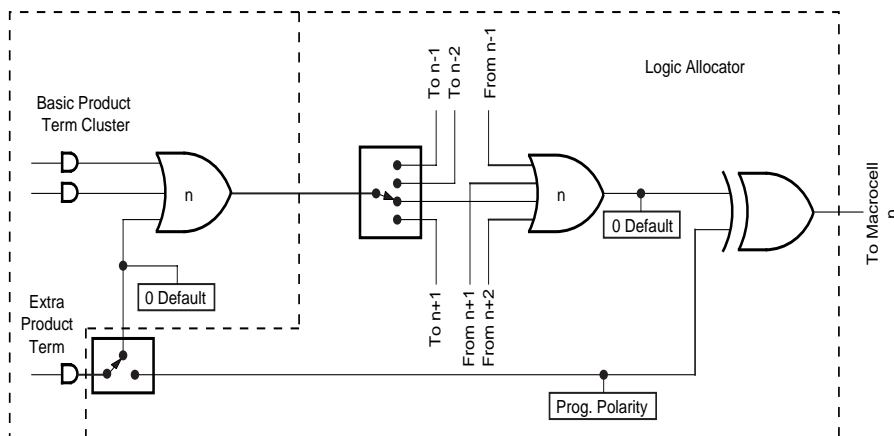 To n-1
To n-2
From n-1
Logic Allocator
Basic Product
Term Cluster
n
n
0 Default
To Macrocell
n
0 Default
Extra
Product
Term
To n+1
From n+1
From n+2
Prog. Polarity